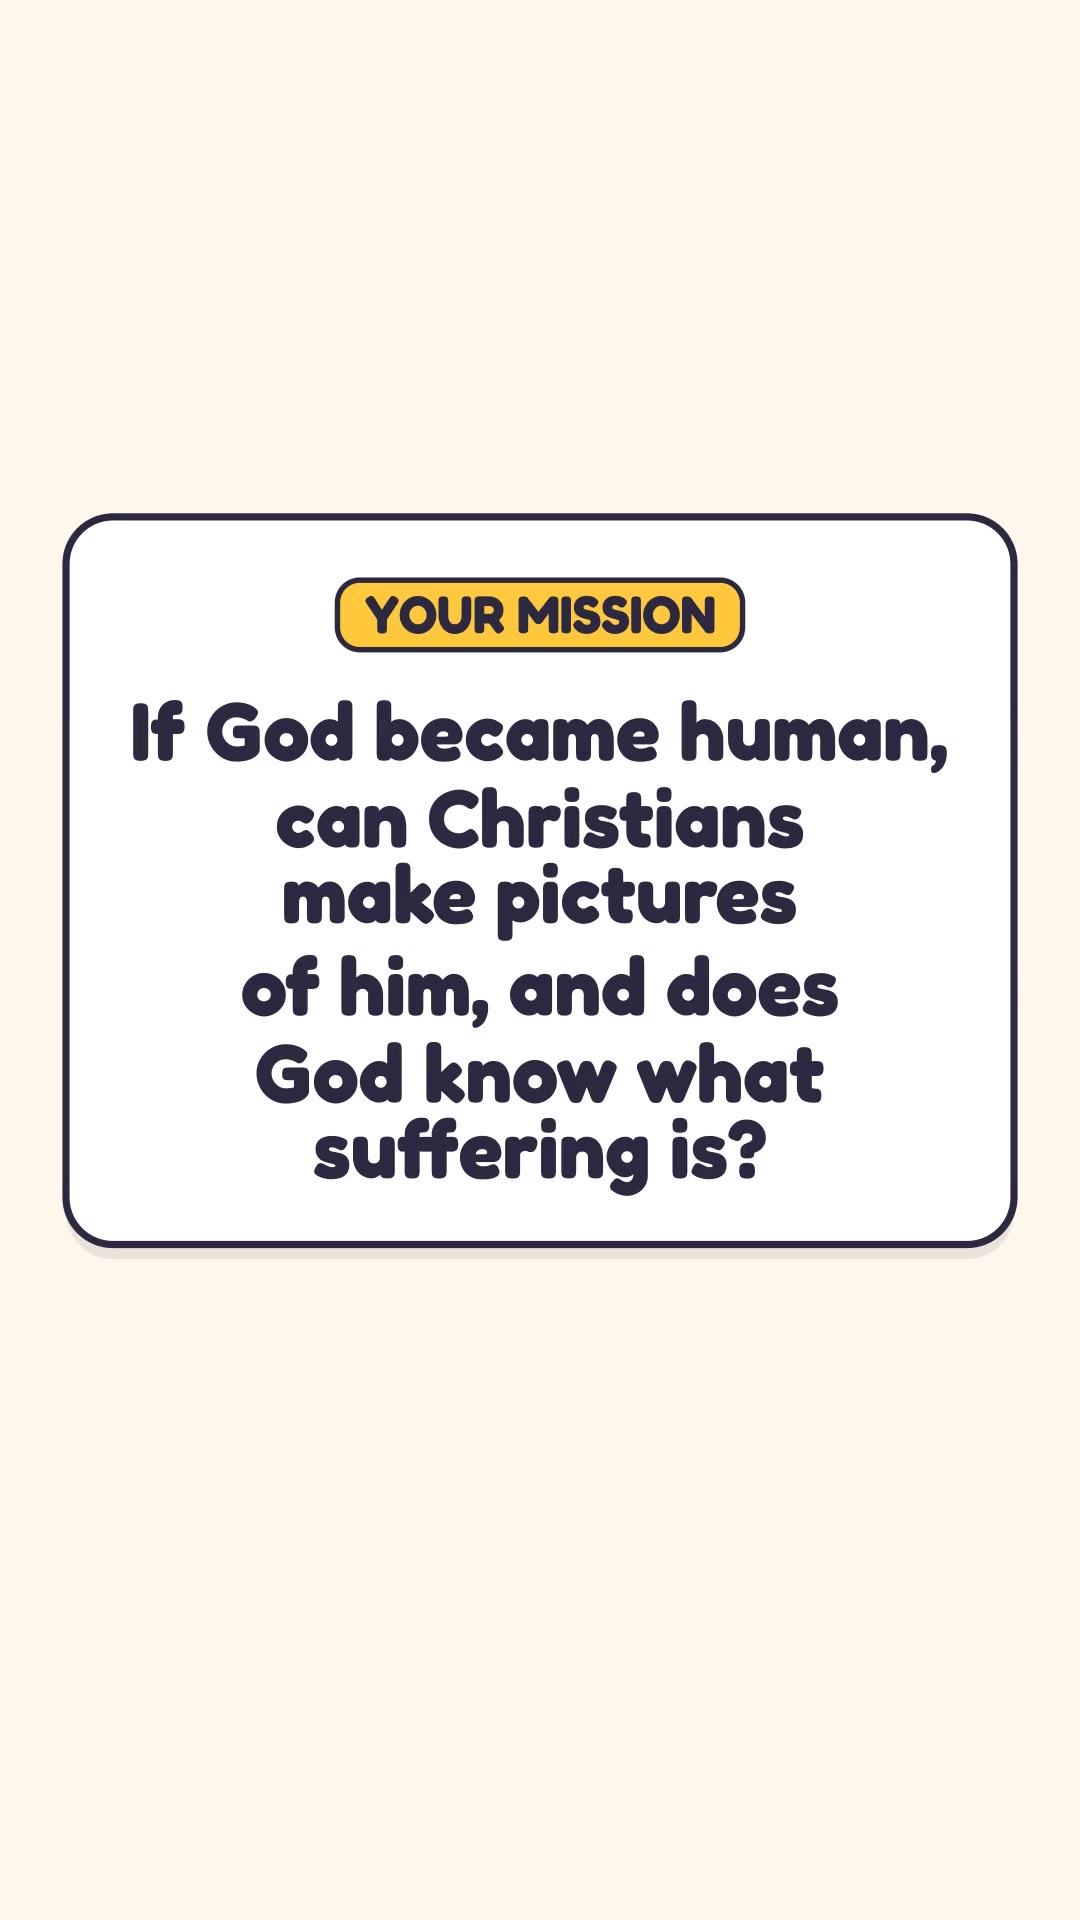 YOUR MISSION
If God became human,
can Christians
make pictures
of him, and does
God know what
suffering is?